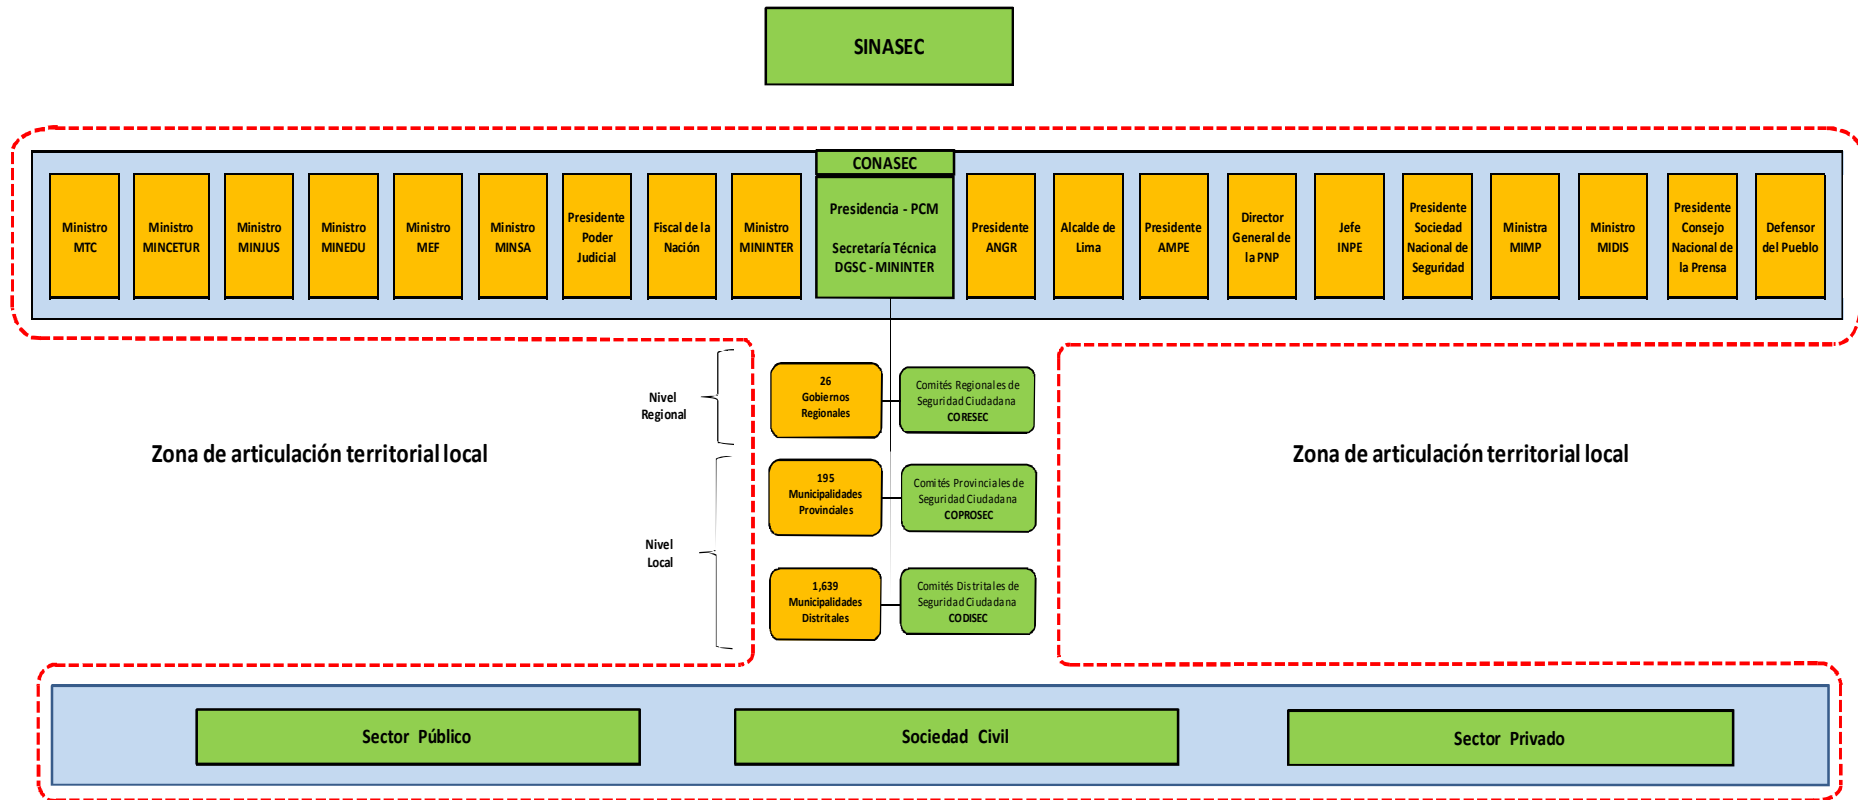 SINASEC
CONASEC
Ministro
MTC
Ministro
MINCETUR
Ministro
MINJUS
Ministro
MINEDU
Ministro
MEF
Ministro
MINSA
Presidente
Poder
Judicial
Fiscal de la
Nación
Ministro
MININTER
Presidencia - PCM
Secretaría Técnica
DGSC - MININTER
Presidente
ANGR
Alcalde de
Lima
Presidente
AMPE
Director
General de
la PNP
Jefe
INPE
Presidente
Sociedad
Nacional de
Seguridad
Ministra
MIMP
Ministro
MIDIS
Presidente
Consejo
Nacional de
la Prensa
Defensor
del Pueblo
Nivel
Regional
26
Gobiernos
Regionales
Comités Regionales de
Seguridad Ciudadana
CORESEC
Zona de articulación territorial local
Zona de articulación territorial local
195
Municipalidades
Provinciales
Comités Provinciales de
Seguridad Ciudadana
COPROSEC
Nivel
Local
1,639
Municipalidades
Distritales
Comités Distritales de
Seguridad Ciudadana
CODISEC
Sector Público
Sociedad Civil
Sector Privado